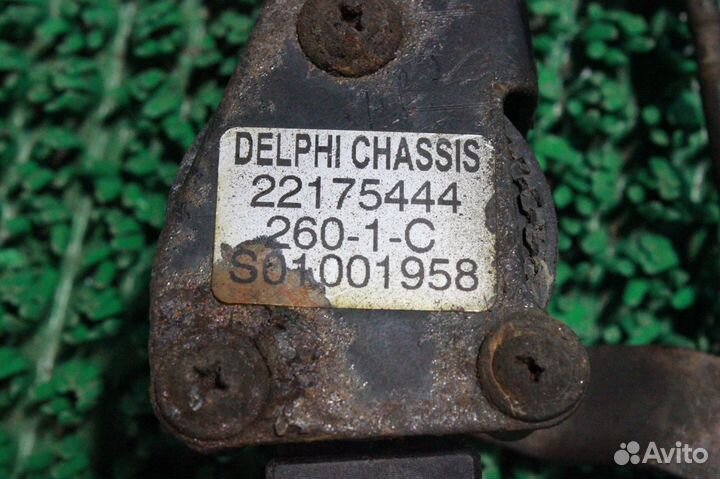 DELPHI CHASSIS
22175444
260-1-C
S01001958
Avito